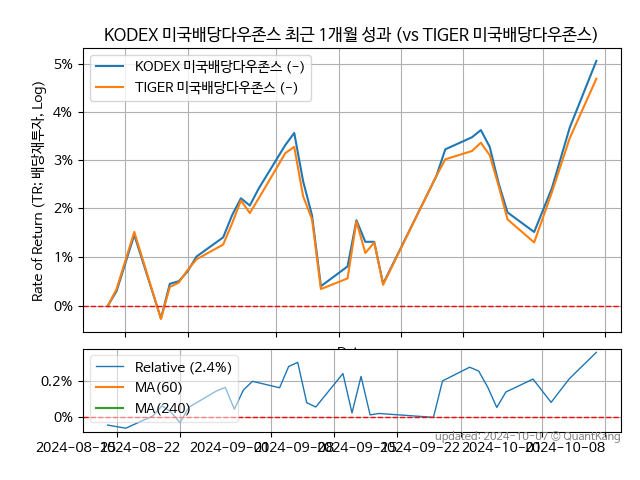 KODEX 미국배당다우존스 최근 1개월 성과 (vs TIGER 미국배당다우존스)
Rate of Return (TR: 배당재투자, Log)
5%
4%
3%
2%
1%
0%
KODEX 미국배당다우존스 (-)
TIGER 미국배당다우존스 (-)
0.2%
0%
Relative (2.4%)
MA(60)
MA(240)
2024-08-15
2024-08-22
2024-09-01
2024-09-08
2024-09-15
2024-09-22
2024-10-01
2024-10-08
updated: 2024-10-07 © QuantKang